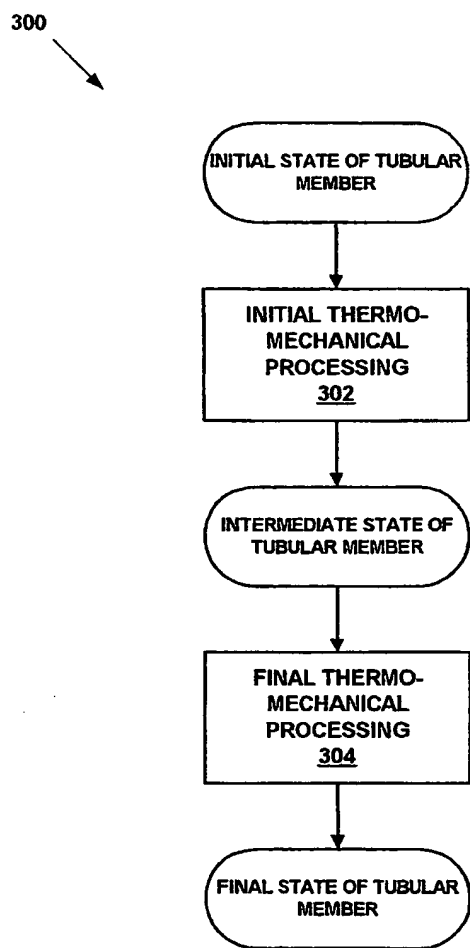 300
INITIAL STATE OF TUBULAR
MEMBER
INITIAL THERMO-
MECHANICAL
PROCESSING
302
INTERMEDIATE STATE OF
TUBULAR MEMBER
FINAL THERMO-
MECHANICAL
PROCESSING
304
FINAL STATE OF TUBULAR
MEMBER